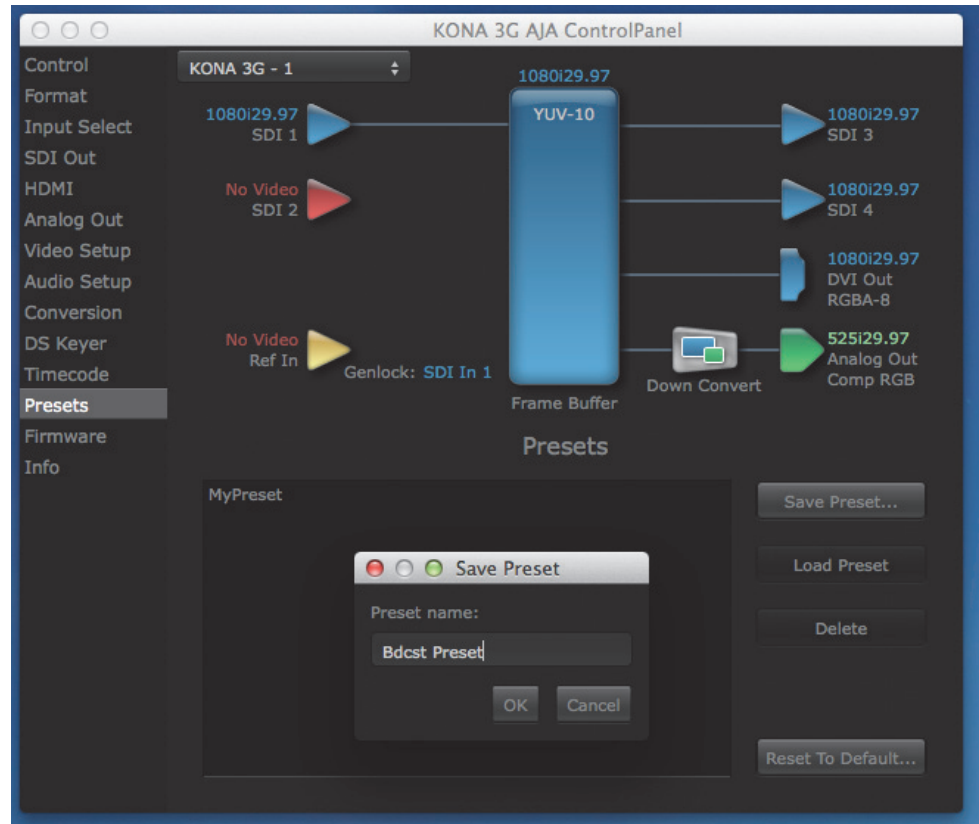 KONA 3G AJA ControlPanel
Control
Format
Input Select
SDI Out
HDMI
Analog Out
Video Setup
Audio Setup
Conversion
DS Keyer
Timecode
Presets
Firmware
Info
KONA 3G - 1
1080i29.97
SDI 1
No Video
SDI 2
No Video
Ref In
Genlock: SDI In 1
1080i29.97
YUV-10
Frame Buffer
Down Convert
1080i29.97
SDI 3
1080i29.97
SDI 4
1080i29.97
DVI Out
RGBA-8
525i29.97
Analog Out
Comp RGB
Presets
MyPreset
Save Preset
Preset name:
Bdcst Preset
OK
Cancel
Save Preset...
Load Preset
Delete
Reset To Default...